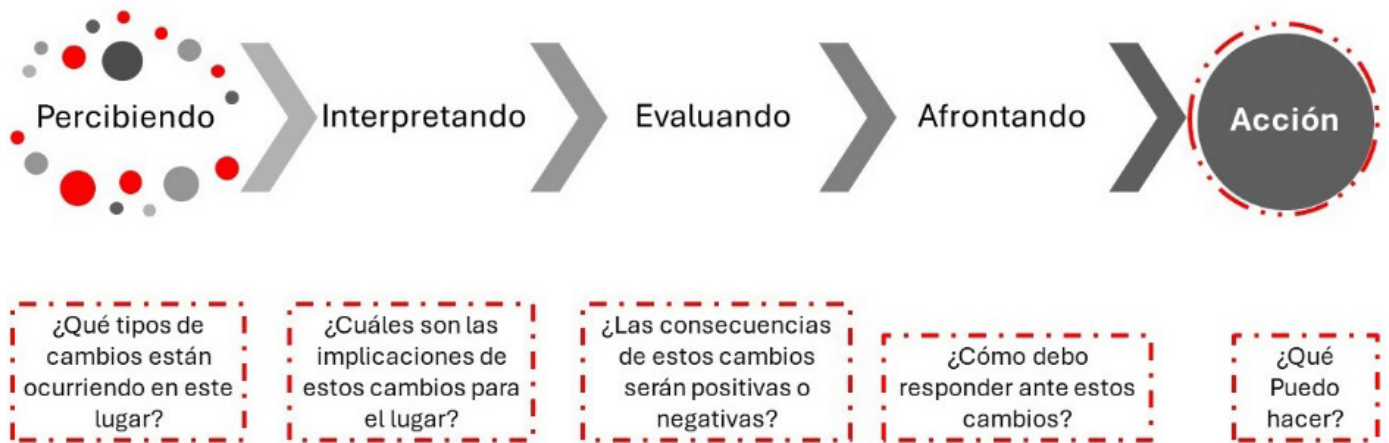 Percibiendo
Interpretando
Evaluando
Afrontando
Acción
¿Qué tipos de
cambios están
ocurriendo en este
lugar?
¿Cuáles son las
implicaciones de
estos cambios para
el lugar?
¿Las consecuencias
de estos cambios
serán positivas o
negativas?
¿Cómo debo
responder ante estos
cambios?
¿Qué
Puedo
hacer?